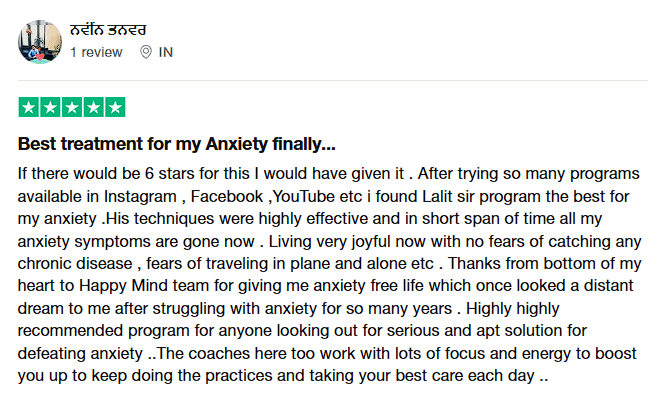 ਨਵੀੰਨ ਤਨਵਰ
1 review IN
Best treatment for my Anxiety finally...
If there would be 6 stars for this I would have given it . After trying so many programs
available in Instagram , Facebook ,YouTube etc i found Lalit sir program the best for
my anxiety .His techniques were highly effective and in short span of time all my
anxiety symptoms are gone now . Living very joyful now with no fears of catching any
chronic disease , fears of traveling in plane and alone etc . Thanks from bottom of my
heart to Happy Mind team for giving me anxiety free life which once looked a distant
dream to me after struggling with anxiety for so many years . Highly highly
recommended program for anyone looking out for serious and apt solution for
defeating anxiety ..The coaches here too work with lots of focus and energy to boost
you up to keep doing the practices and taking your best care each day ..